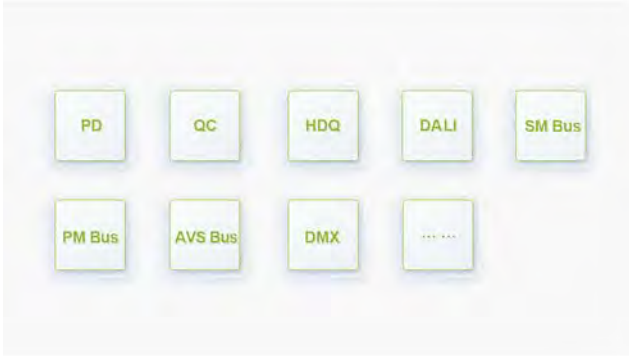 PD
QC
HDQ
DALI
SM Bus
PM Bus
AVS Bus
DMX
... ...